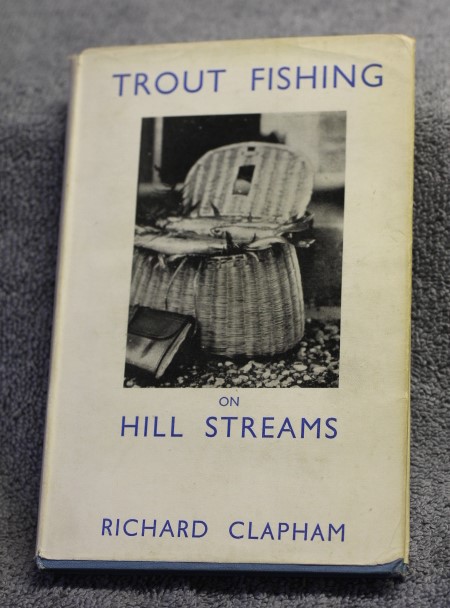 TROUT FISHING
ON
HILL STREAMS
RICHARD CLAPHAM